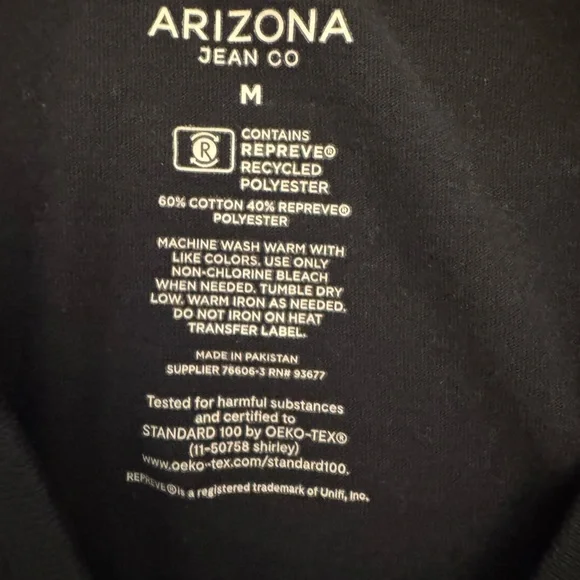 ARIZONA
JEAN CO
M
R
CONTAINS
REPREVE®
RECYCLED
POLYESTER
60% COTTON 40% REPREVE®
POLYESTER
MACHINE WASH WARM WITH
LIKE COLORS. USE ONLY
NON-CHLORINE BLEACH
WHEN NEEDED. TUMBLE DRY
LOW. WARM IRON AS NEEDED.
DO NOT IRON ON HEAT
TRANSFER LABEL.
MADE IN PAKISTAN
SUPPLIER 76606-3 RN# 93677
Tested for harmful substances
and certified to
STANDARD 100 by OEKO-TEX®
(11-50758 shirley)
www.oeko-tex.com/standard100.
REPREVE® is a registered trademark of Unifi, Inc.